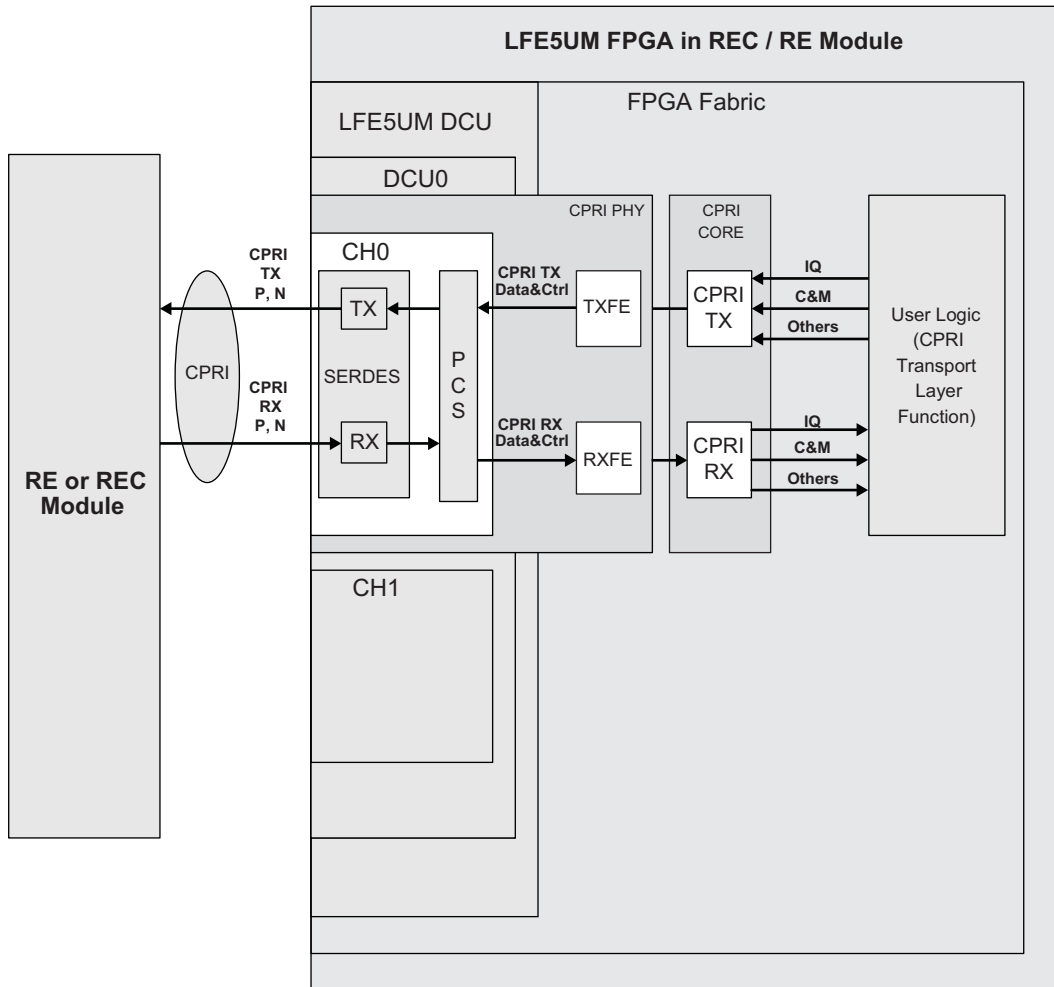 LFE5UM FPGA in REC / RE Module
FPGA Fabric
LFE5UM DCU
DCU0
CPRI PHY
CPRI
CORE
CH0
CPRI
TX
P, N
CPRI TX
Data&Ctrl
TX
TXFE
CPRI
TX
IQ
C&M
Others
User Logic
(CPRI
Transport
Layer
Function)
CPRI
SERDES
P
C
S
CPRI
RX
P, N
CPRI RX
Data&Ctrl
RX
RXFE
CPRI
RX
IQ
C&M
Others
RE or REC
Module
CH1